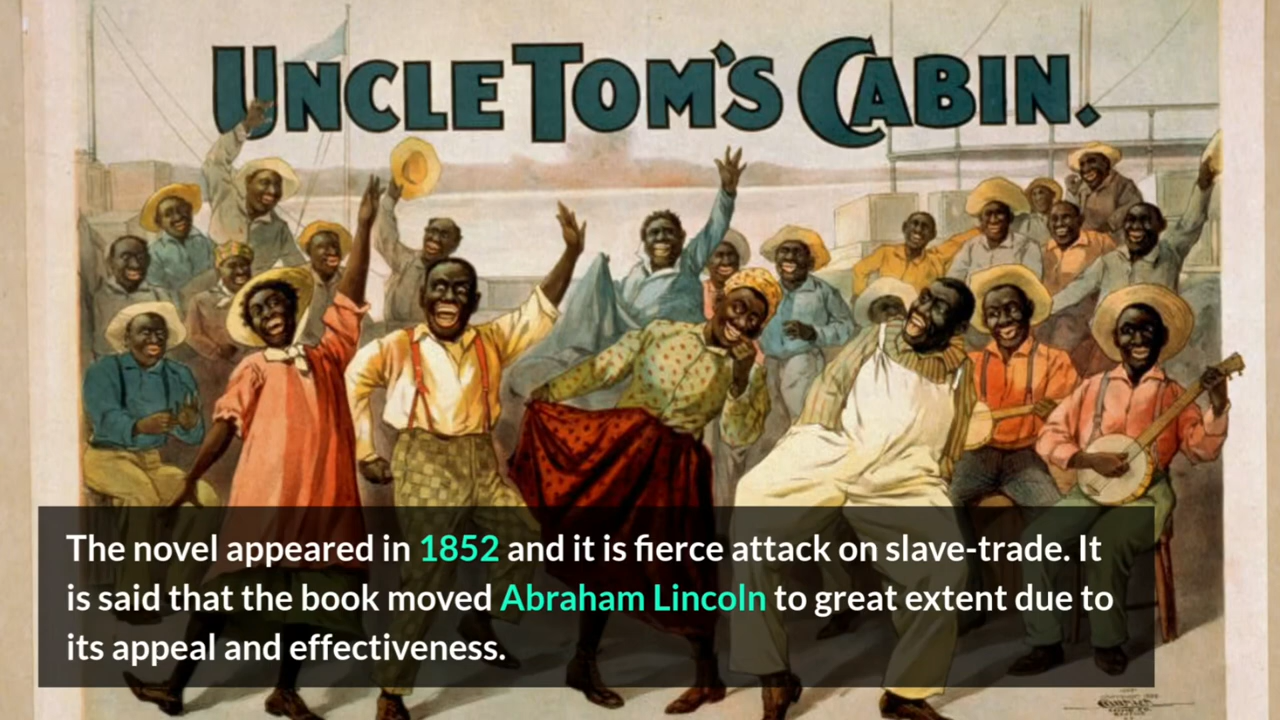 UNCLE TOM'S CABIN.
The novel appeared in 1852 and it is fierce attack on slave-trade. It
is said that the book moved Abraham Lincoln to great extent due to
its appeal and effectiveness.